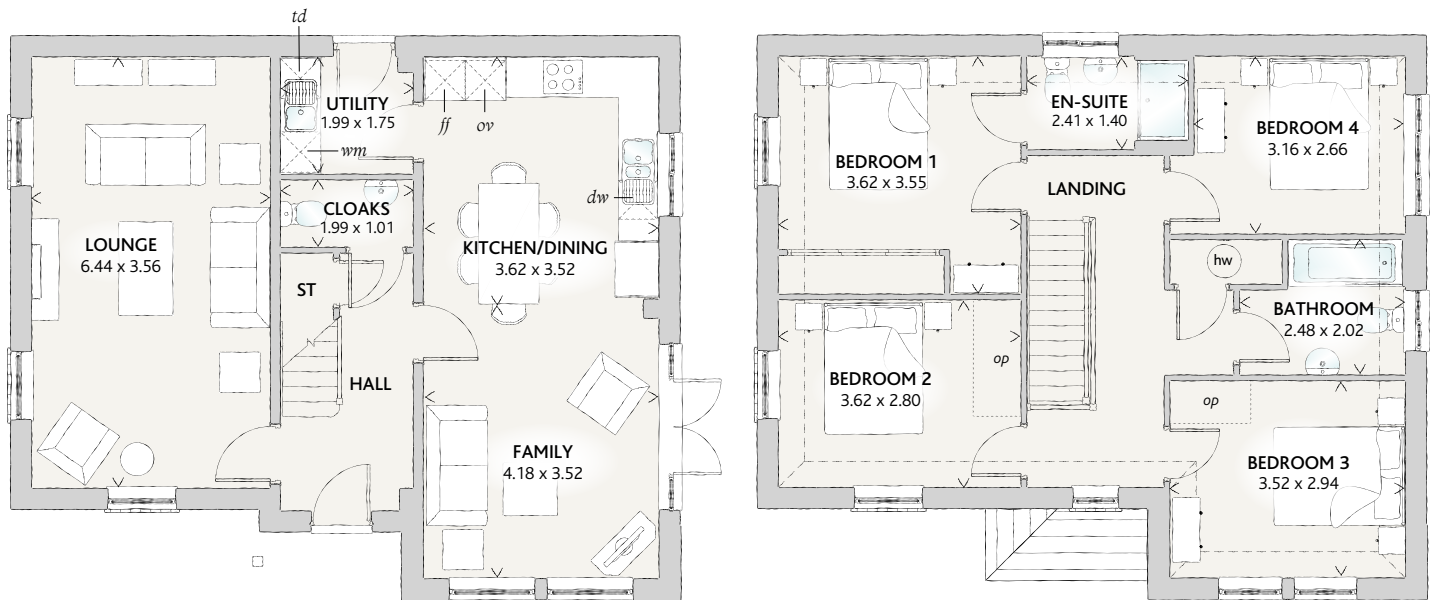 td
UTILITY
1.99 x 1.75
ff
ov
wm
CLOAKS
1.99 x 1.01
dw
LOUNGE
6.44 x 3.56
KITCHEN/DINING
3.62 x 3.52
ST
HALL
FAMILY
4.18 x 3.52
EN-SUITE
2.41 x 1.40
BEDROOM 4
3.16 x 2.66
BEDROOM 1
3.62 x 3.55
LANDING
hw
BATHROOM
2.48 x 2.02
op
BEDROOM 2
3.62 x 2.80
op
BEDROOM 3
3.52 x 2.94